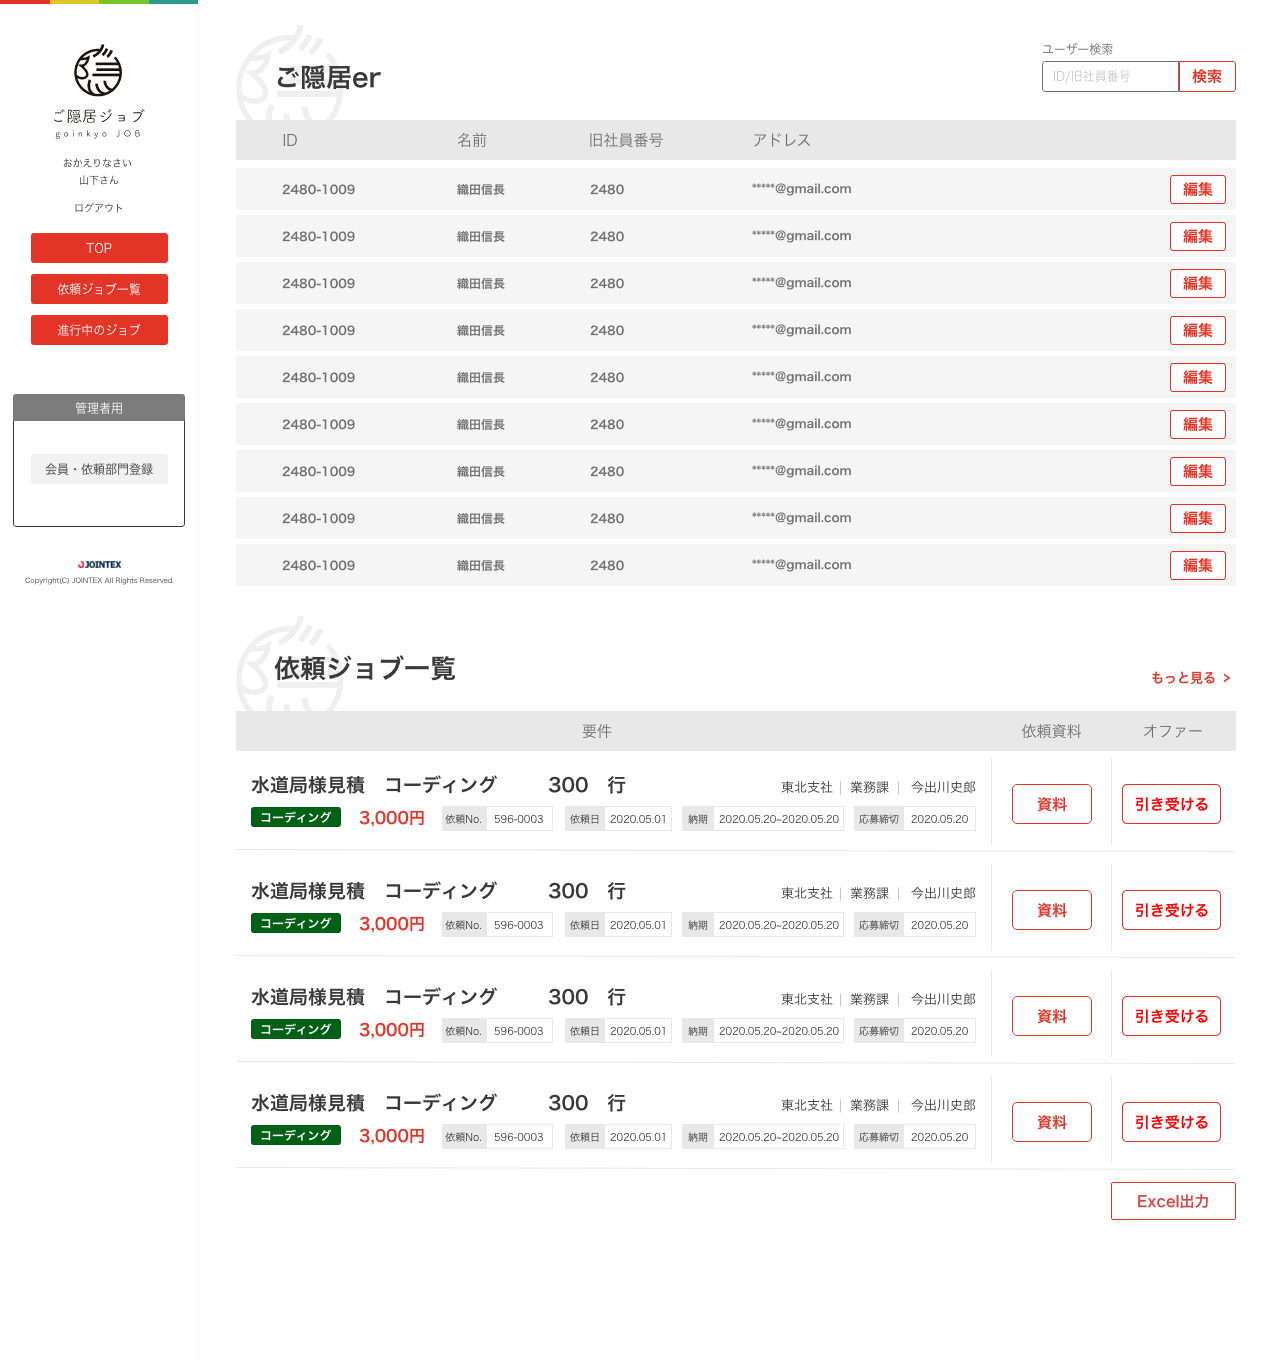 ご隠居ジョブ
goinkyo JOB
おかえりなさい
山下さん
ログアウト
TOP
依頼ジョブ一覧
進行中のジョブ
管理者用
会員・依頼部門登録
JOINTEX
Copyright(C) JOINTEX All Rights Reserved.
ご隠居er
ユーザー検索
ID/旧社員番号 検索
ID 名前 旧社員番号 アドレス
2480-1009 織田信長 2480 *****@gmail.com 編集
2480-1009 織田信長 2480 *****@gmail.com 編集
2480-1009 織田信長 2480 *****@gmail.com 編集
2480-1009 織田信長 2480 *****@gmail.com 編集
2480-1009 織田信長 2480 *****@gmail.com 編集
2480-1009 織田信長 2480 *****@gmail.com 編集
2480-1009 織田信長 2480 *****@gmail.com 編集
2480-1009 織田信長 2480 *****@gmail.com 編集
2480-1009 織田信長 2480 *****@gmail.com 編集
依頼ジョブ一覧
もっと見る >
要件 依頼資料 オファー
水道局様見積　コーディング 300 行 東北支社 | 業務課 | 今出川史郎
コーディング 3,000円 依頼No. 596-0003 依頼日 2020.05.01 納期 2020.05.20~2020.05.20 応募締切 2020.05.20
資料 引き受ける
水道局様見積　コーディング 300 行 東北支社 | 業務課 | 今出川史郎
コーディング 3,000円 依頼No. 596-0003 依頼日 2020.05.01 納期 2020.05.20~2020.05.20 応募締切 2020.05.20
資料 引き受ける
水道局様見積　コーディング 300 行 東北支社 | 業務課 | 今出川史郎
コーディング 3,000円 依頼No. 596-0003 依頼日 2020.05.01 納期 2020.05.20~2020.05.20 応募締切 2020.05.20
資料 引き受ける
水道局様見積　コーディング 300 行 東北支社 | 業務課 | 今出川史郎
コーディング 3,000円 依頼No. 596-0003 依頼日 2020.05.01 納期 2020.05.20~2020.05.20 応募締切 2020.05.20
資料 引き受ける
Excel出力